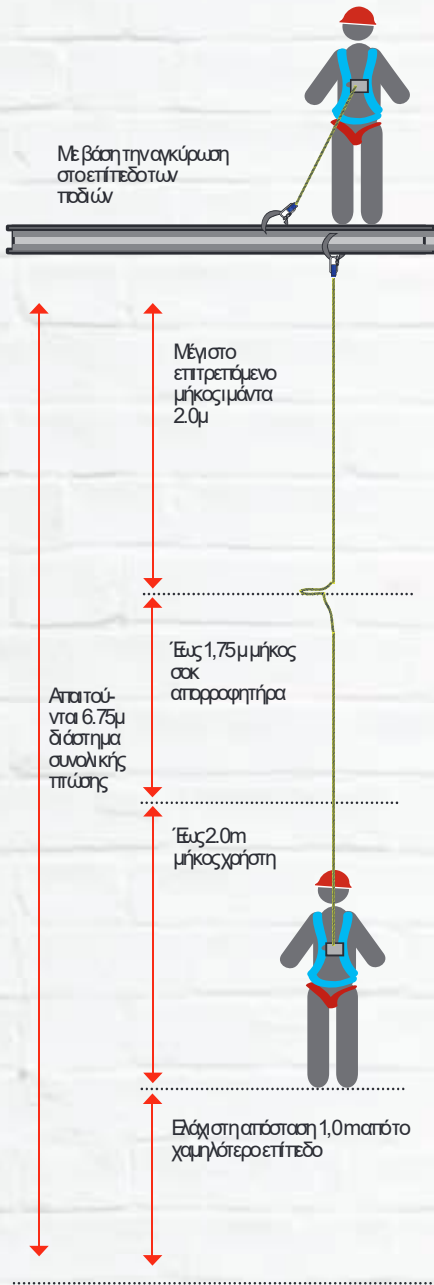 Με βάση την αγκύρωση
στο επίπεδο των
ποδιών
Μέγιστο
επιτρεπόμενο
μήκος ιμάντα
2.0μ
Έως 1,75 μ μήκος
σοκ
απορροφητήρα
Απαιτού-
νται 6.75μ
διάστημα
συνολικής
πτώσης
Έως 2.0m
μήκος χρήστη
Ελάχιστη απόσταση 1,0 m από το
χαμηλότερο επίπεδο